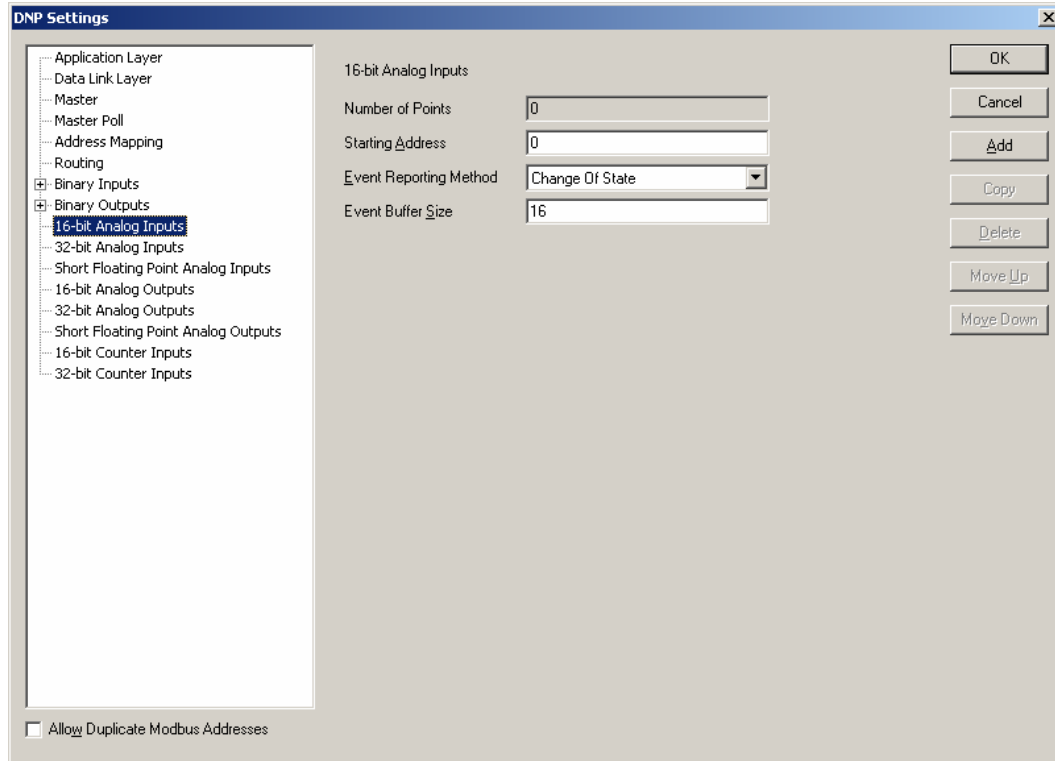 DNP Settings
Application Layer
Data Link Layer
Master
Master Poll
Address Mapping
Routing
Binary Inputs
Binary Outputs
16-bit Analog Inputs
32-bit Analog Inputs
Short Floating Point Analog Inputs
16-bit Analog Outputs
32-bit Analog Outputs
Short Floating Point Analog Outputs
16-bit Counter Inputs
32-bit Counter Inputs
Allow Duplicate Modbus Addresses
16-bit Analog Inputs
Number of Points 0
Starting Address 0
Event Reporting Method Change Of State
Event Buffer Size 16
OK
Cancel
Add
Copy
Delete
Move Up
Move Down